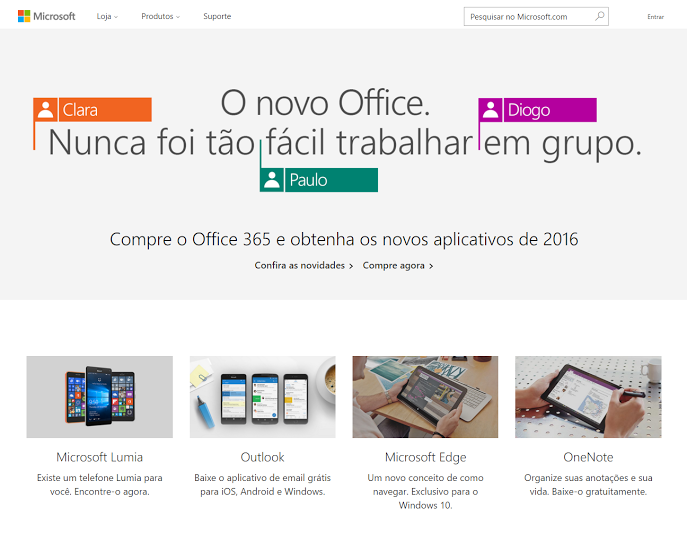 Microsoft
Loja
Produtos
Suporte
Pesquisar no Microsoft.com
Entrar
O novo Office.
Clara
Diogo
Nunca foi tão fácil trabalhar em grupo.
Paulo
Compre o Office 365 e obtenha os novos aplicativos de 2016
Confira as novidades
Compre agora
Microsoft Lumia
Existe um telefone Lumia para
você. Encontre-o agora.
Outlook
Baixe o aplicativo de email grátis
para iOS, Android e Windows.
Microsoft Edge
Um novo conceito de como
navegar. Exclusivo para o
Windows 10.
OneNote
Organize suas anotações e sua
vida. Baixe-o gratuitamente.